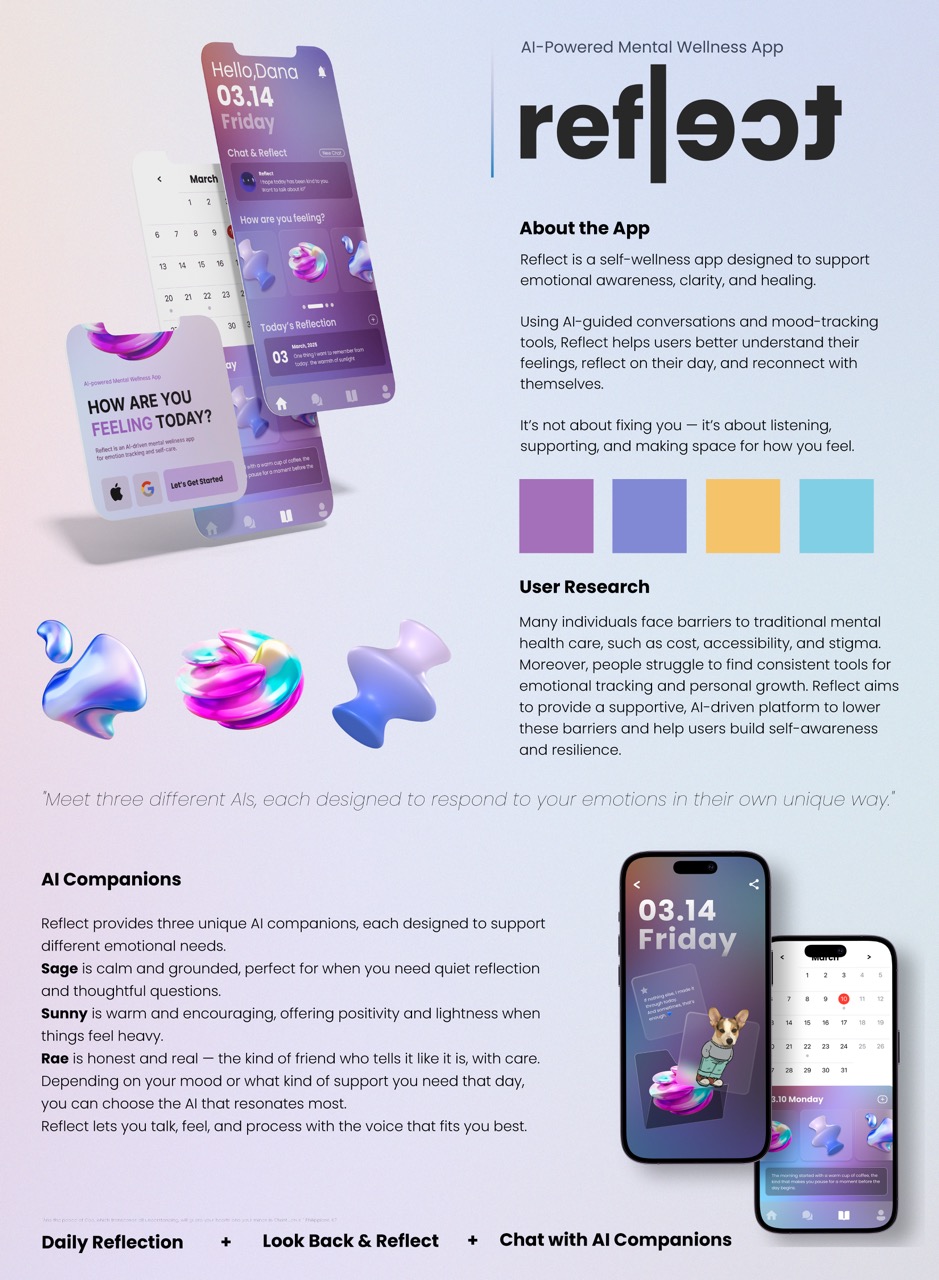 Hello,Dana
03.14
Friday
Chat & Reflect
New Chat
Reflect
I hope today has been kind to you.
Want to talk about it?
How are you feeling?
Today's Reflection
03
March, 2025
One thing I want to remember from
today: the warmth of sunlight
<
March
1 2
6 7 8 9
13 14 15 16
20 21 22 23
30
AI-powered Mental Wellness App
HOW ARE YOU
FEELING TODAY?
Reflect is an AI-driven mental wellness app
for emotion tracking and self-care.
Let's Get Started
with a warm cup of coffee, the
pause for a moment before the
AI-Powered Mental Wellness App
reflect
About the App
Reflect is a self-wellness app designed to support
emotional awareness, clarity, and healing.
Using AI-guided conversations and mood-tracking
tools, Reflect helps users better understand their
feelings, reflect on their day, and reconnect with
themselves.
It's not about fixing you — it's about listening,
supporting, and making space for how you feel.
User Research
Many individuals face barriers to traditional mental
health care, such as cost, accessibility, and stigma.
Moreover, people struggle to find consistent tools for
emotional tracking and personal growth. Reflect aims
to provide a supportive, AI-driven platform to lower
these barriers and help users build self-awareness
and resilience.
"Meet three different AIs, each designed to respond to your emotions in their own unique way."
AI Companions
Reflect provides three unique AI companions, each designed to support
different emotional needs.
Sage is calm and grounded, perfect for when you need quiet reflection
and thoughtful questions.
Sunny is warm and encouraging, offering positivity and lightness when
things feel heavy.
Rae is honest and real — the kind of friend who tells it like it is, with care.
Depending on your mood or what kind of support you need that day,
you can choose the AI that resonates most.
Reflect lets you talk, feel, and process with the voice that fits you best.
<
03.14
Friday
If nothing else, I made it
through today.
And sometimes, that's
enough.
< March >
1 2 3 4 5
7 8 9 10 11 12
14 15 16 17 18 19
21 22 23 24 25 26
28 29 30 31
3.10 Monday
The morning started with a warm cup of coffee, the
kind that makes you pause for a moment before the
day begins.
Daily Reflection + Look Back & Reflect + Chat with AI Companions